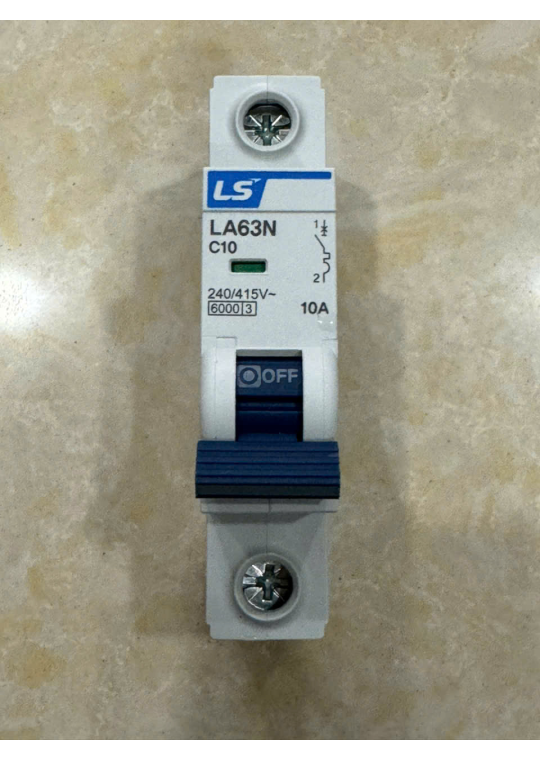 LS
LA63N
C10
1
2
240/415V~
6000 3
10A
OFF